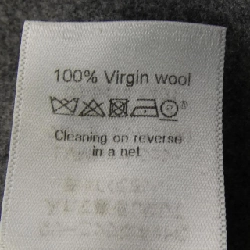 100% Virgin wool
Cleaning on reverse
in a net